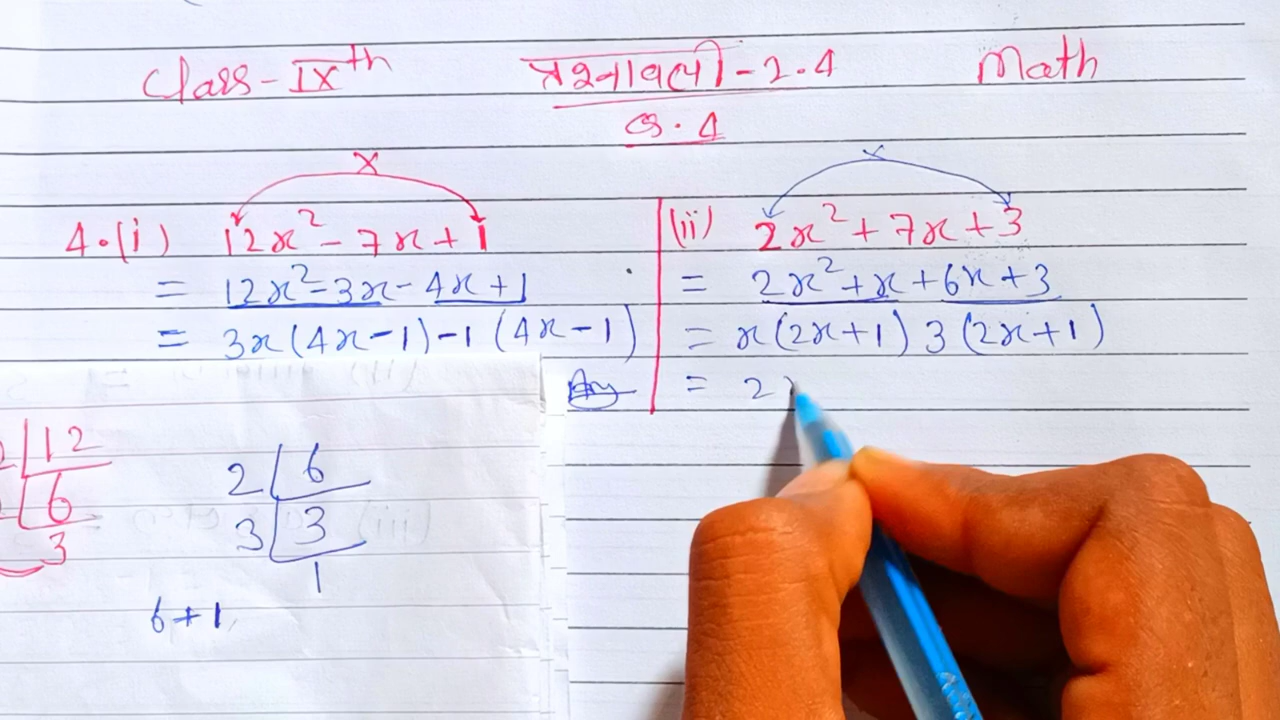 Class-IXth प्रश्नावली-2.4 Math
Q.4
×
4.(i) 12x²-7x+1
= 12x²-3x-4x+1
= 3x(4x-1)-1(4x-1)
Ans
×
(ii) 2x²+7x+3
= 2x²+x+6x+3
= x(2x+1) 3(2x+1)
= 2x
12
6
3
2 6
3 3
1
6+1